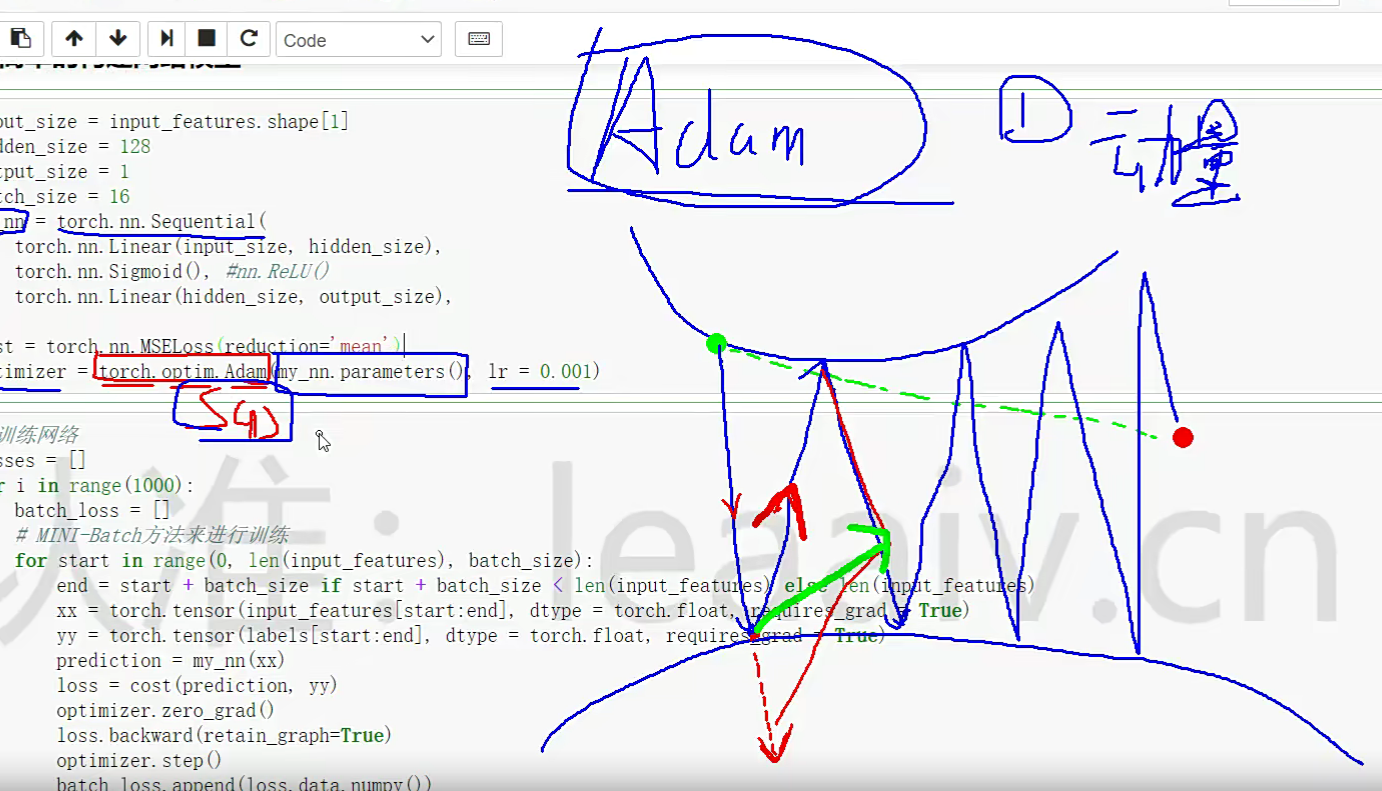 Code
Adam
① 动量
put_size = input_features.shape[1]
dden_size = 128
tput_size = 1
tch_size = 16
nn = torch.nn.Sequential(
torch.nn.Linear(input_size, hidden_size),
torch.nn.Sigmoid(), #nn.ReLU()
torch.nn.Linear(hidden_size, output_size),
st = torch.nn.MSELoss(reduction='mean')
timizer = torch.optim.Adam(my_nn.parameters(), lr = 0.001)
SGD
训练网络
sses = []
r i in range(1000):
batch_loss = []
# MINI-Batch方法来进行训练
for start in range(0, len(input_features), batch_size):
end = start + batch_size if start + batch_size < len(input_features) else len(input_features)
xx = torch.tensor(input_features[start:end], dtype = torch.float, requires_grad = True)
yy = torch.tensor(labels[start:end], dtype = torch.float, requires_grad = True)
prediction = my_nn(xx)
loss = cost(prediction, yy)
optimizer.zero_grad()
loss.backward(retain_graph=True)
optimizer.step()
batch_loss.append(loss.data.numpy())
准：leaaiv.cn